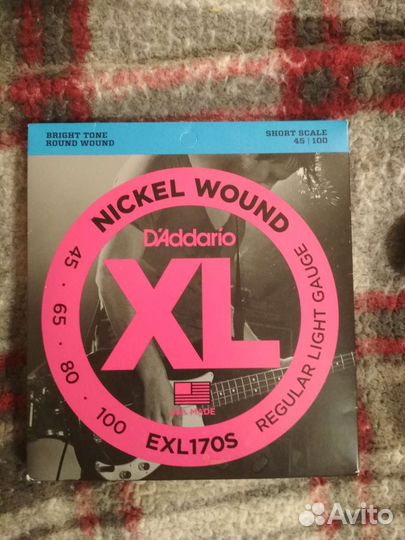 BRIGHT TONE
ROUND WOUND
SHORT SCALE
45 | 100
NICKEL WOUND
D'Addario
XL
U.S.A. MADE
45 • 65 • 80 • 100
EXL170S
REGULAR LIGHT GAUGE
Avito